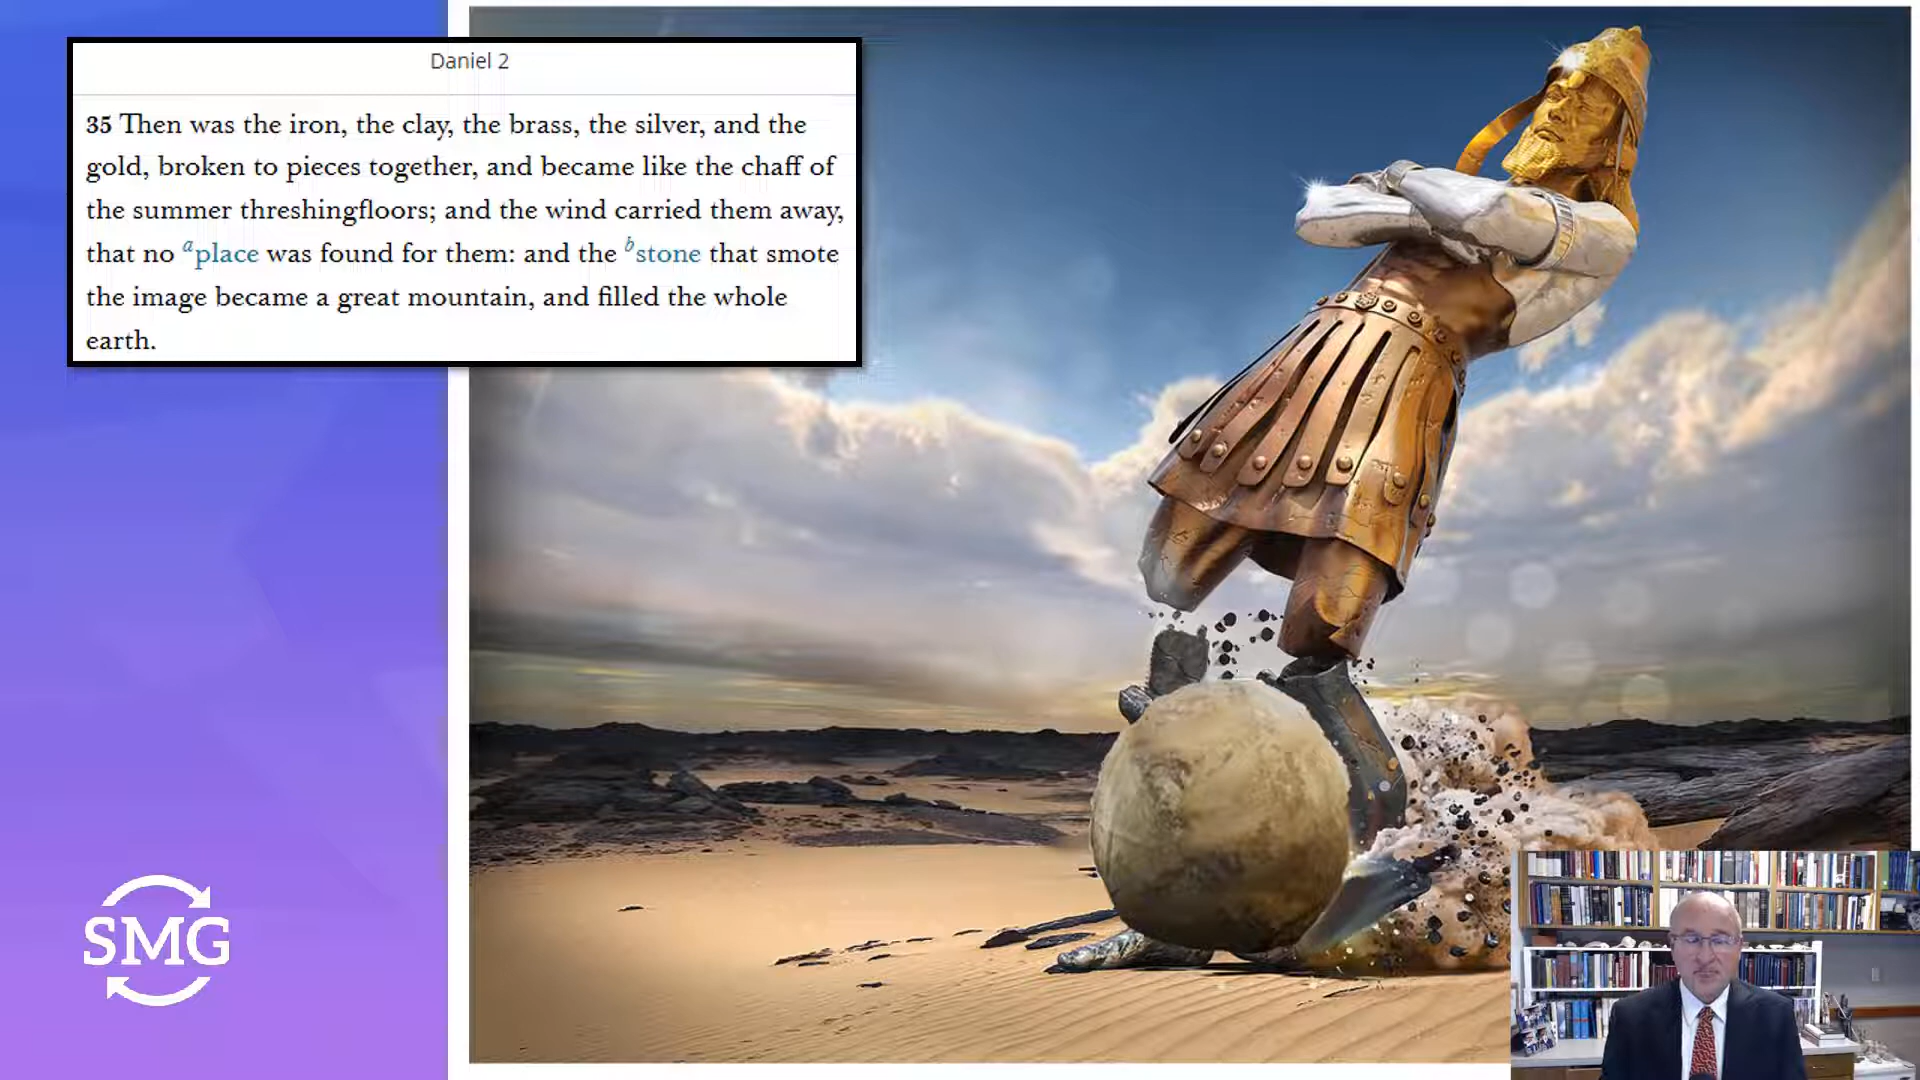 Daniel 2
35 Then was the iron, the clay, the brass, the silver, and the
gold, broken to pieces together, and became like the chaff of
the summer threshingfloors; and the wind carried them away,
that no a place was found for them: and the b stone that smote
the image became a great mountain, and filled the whole
earth.
SMG